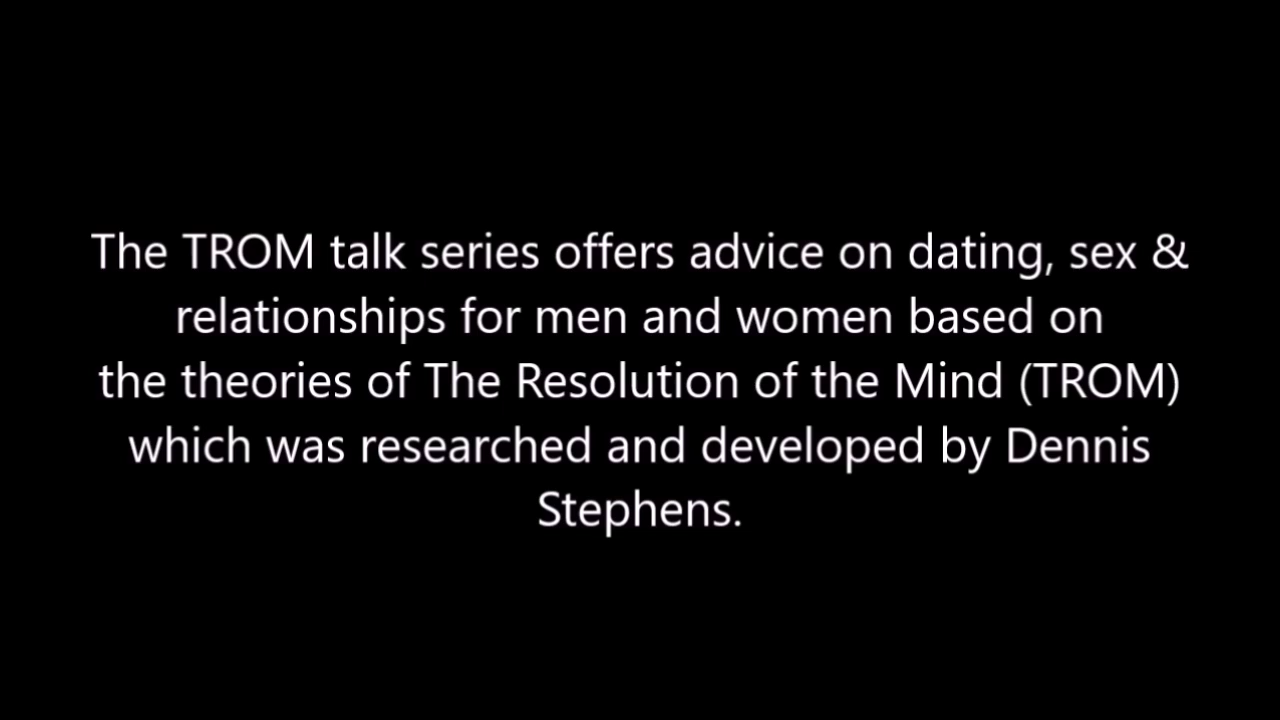 The TROM talk series offers advice on dating, sex &
relationships for men and women based on
the theories of The Resolution of the Mind (TROM)
which was researched and developed by Dennis
Stephens.